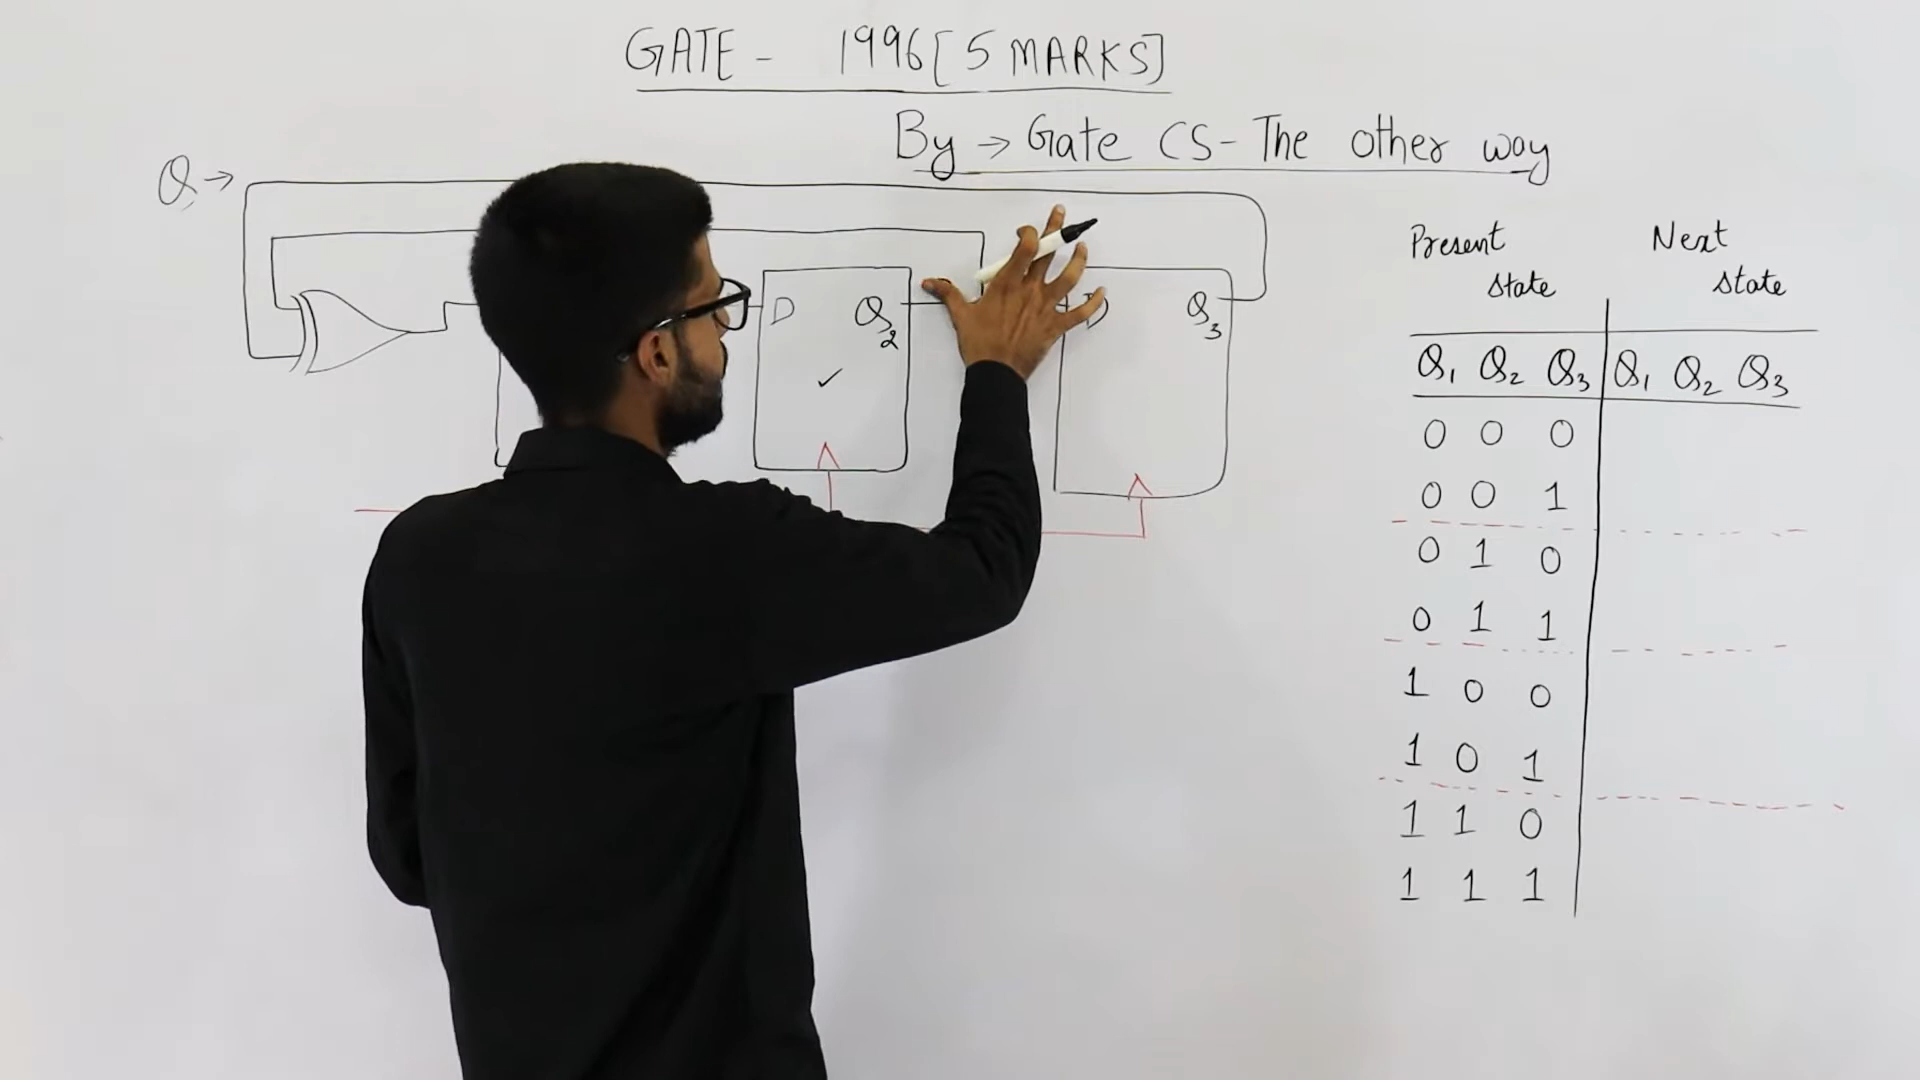 GATE - 1996 [5 MARKS]
By → Gate CS - The other way
Q →
D Q2 D Q3
Present State Next State
Q1 Q2 Q3 Q1 Q2 Q3
0 0 0
0 0 1
0 1 0
0 1 1
1 0 0
1 0 1
1 1 0
1 1 1